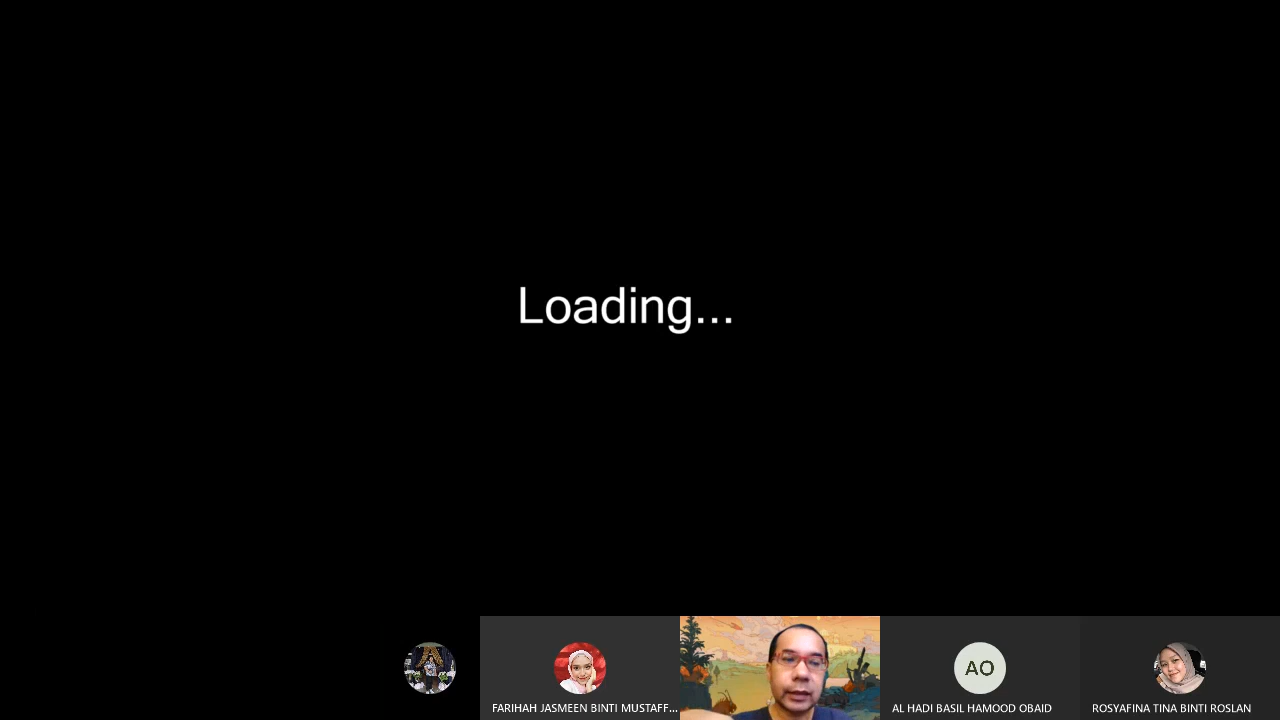 Loading...
FARIHAH JASMEEN BINTI MUSTAFF...
AO
AL HADI BASIL HAMOOD OBAID
ROSYAFINA TINA BINTI ROSLAN